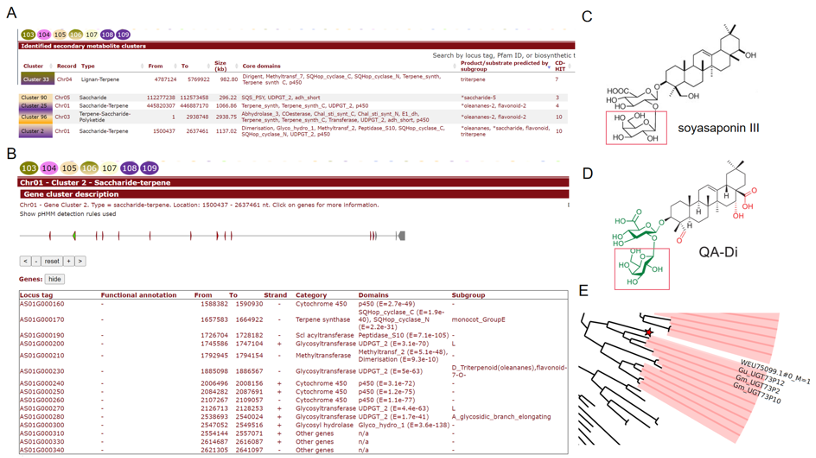 A
103 104 105 106 107 108 109
Identified secondary metabolite clusters
Search by locus tag, Pfam ID, or biosynthetic t
Cluster Record Type From To Size (kb) Core domains Product/substrate predicted by subgroup CD-HIT
Cluster 33 Chr04 Lignan-Terpene 4787124 5769922 982.80 Dirigent, Methyltransf_7, SQHop_cyclase_C, SQHop_cyclase_N, Terpene_synth, Terpene_synth_C, p450 triterpene 7
Cluster 90 Chr05 Saccharide 112277238 112573458 296.22 SQS_PSY, UDPGT_2, adh_short *saccharide-5 3
Cluster 25 Chr01 Saccharide-Terpene 445820307 446887170 1066.86 Terpene_synth, Terpene_synth_C, UDPGT_2, p450 *oleananes-2, flavonoid-2 4
Cluster 96 Chr03 Terpene-Saccharide-Polyketide 1 2938748 2938.75 Abhydrolase_3, COesterase, Chal_sti_synt_C, Chal_sti_synt_N, E1_dh, Terpene_synth, Terpene_synth_C, Transferase, UDPGT_2, adh_short, p450 *oleananes-2, flavonoid-2 10
Cluster 2 Chr01 Saccharide-Terpene 1500437 2637461 1137.02 Dimerisation, Glyco_hydro_1, Methyltransf_2, Peptidase_S10, SQHop_cyclase_C, SQHop_cyclase_N, UDPGT_2, p450 *oleananes, *saccharide, flavonoid, triterpene 10
B
103 104 105 106 107 108 109
Chr01 - Cluster 2 - Saccharide-terpene
Gene cluster description
Chr01 - Gene Cluster 2. Type = saccharide-terpene. Location: 1500437 - 2637461 nt. Click on genes for more information.
Show pHMM detection rules used
< - reset + >
Genes: hide
Locus tag Functional annotation From To Strand Category Domains Subgroup
AS01G000160 - 1588382 1590930 - Cytochrome 450 p450 (E=2.7e-49) -
AS01G000170 - 1657583 1664922 - Terpene synthase SQHop_cyclase_C (E=1.9e-40), SQHop_cyclase_N (E=2.2e-31) monocot_GroupE
AS01G000190 - 1726704 1728182 - Scl acyltransferase Peptidase_S10 (E=7.1e-105) -
AS01G000200 - 1745586 1747104 + Glycosyltransferase UDPGT_2 (E=3.1e-70) L
AS01G000210 - 1792945 1794154 - Methyltransferase Methyltransf_2 (E=5.1e-48), Dimerisation (E=9.3e-10) -
AS01G000230 - 1885098 1886567 - Glycosyltransferase UDPGT_2 (E=5e-63) D_Triterpenoid(oleananes),flavonoid-7-O-
AS01G000240 - 2006496 2008156 + Cytochrome 450 p450 (E=3.1e-72) -
AS01G000250 - 2084282 2087691 + Cytochrome 450 p450 (E=1.2e-75) -
AS01G000260 - 2107267 2109057 + Cytochrome 450 p450 (E=1.1e-77) -
AS01G000270 - 2126713 2128253 + Glycosyltransferase UDPGT_2 (E=4.4e-63) L
AS01G000280 - 2538693 2540024 + Glycosyltransferase UDPGT_2 (E=1.7e-41) A_glycosidic_branch_elongating
AS01G000300 - 2547052 2549516 + Glycosyl hydrolase Glyco_hydro_1 (E=3.6e-138) -
AS01G000310 - 2554144 2557071 + Other genes n/a -
AS01G000330 - 2614687 2616087 + Other genes n/a -
AS01G000340 - 2621305 2641097 - Other genes n/a -
C
soyasaponin III
D
QA-Di
E
WEU75099.1#0_M=1
Gu_UGT73P12
Gm_UGT73P2
Gm_UGT73P10